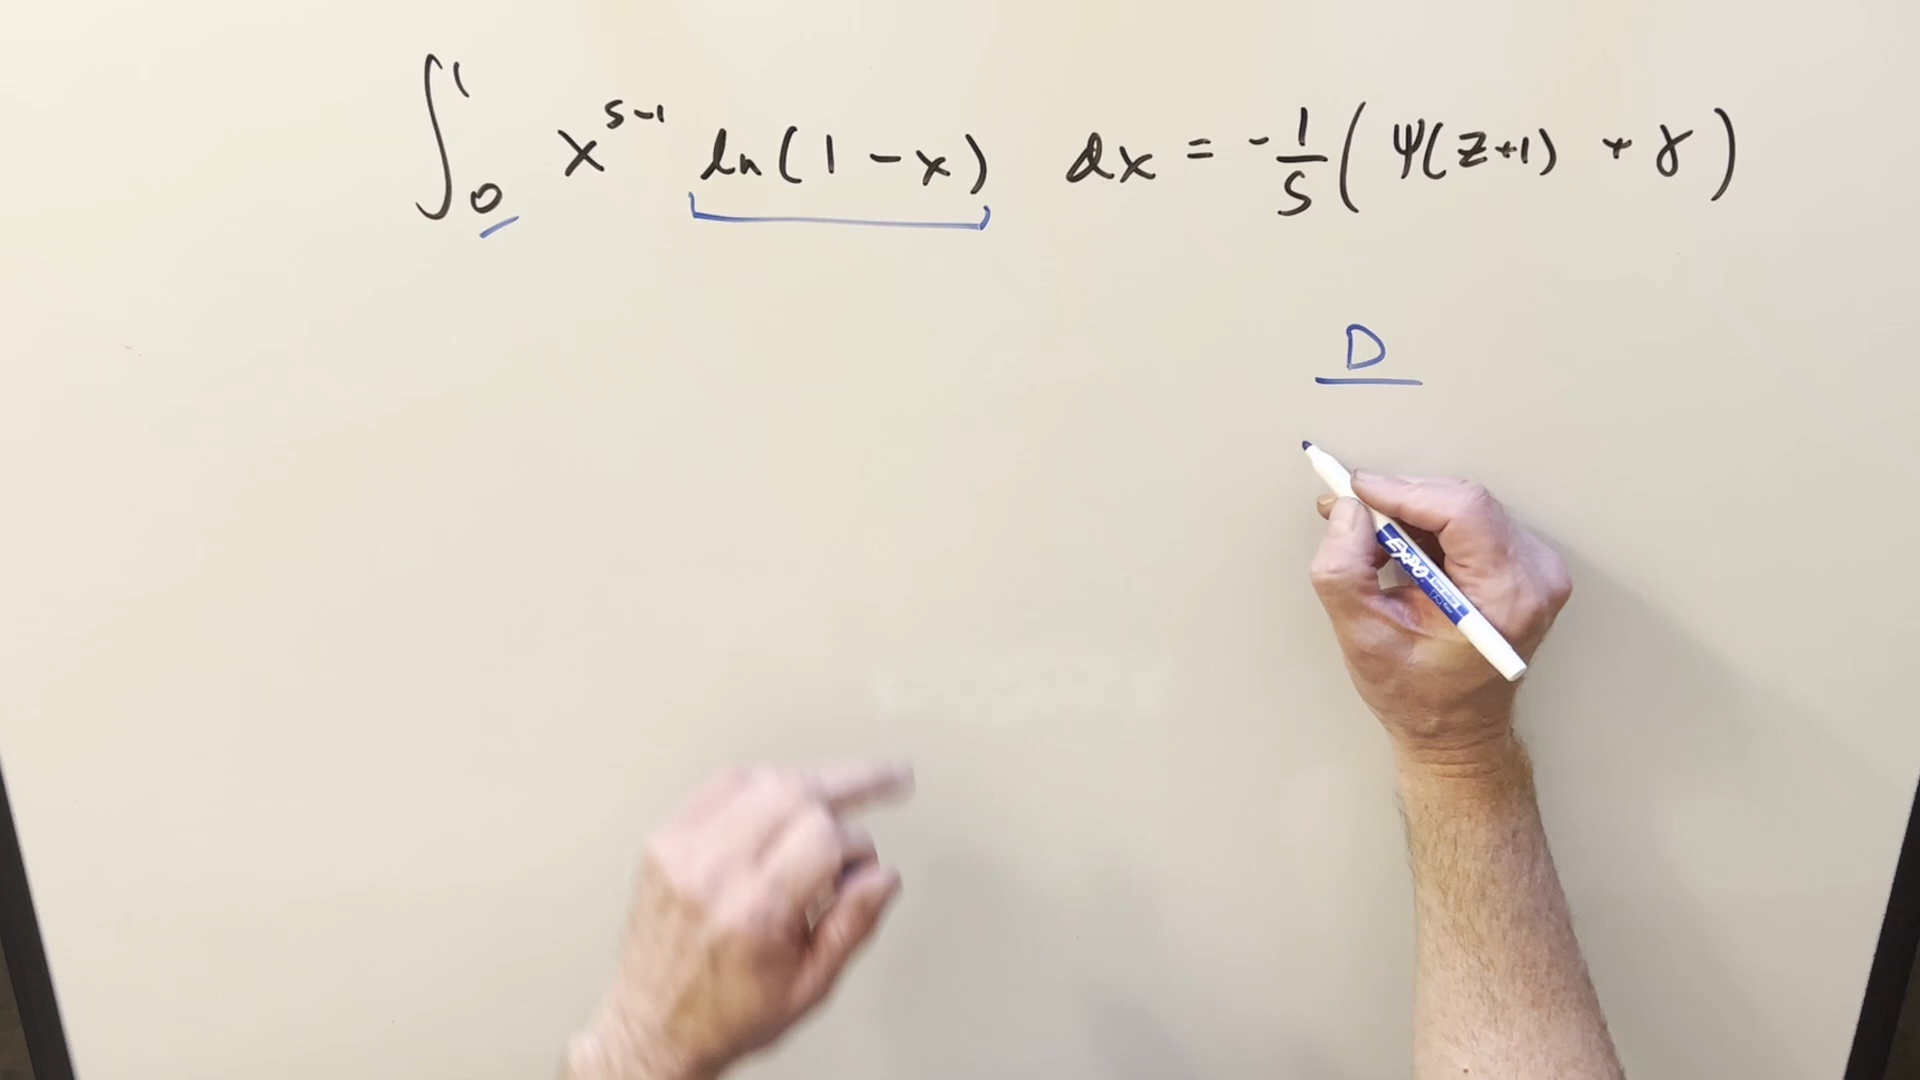 ∫₀¹ x^(s-1) ln(1-x) dx = -1/s (ψ(z+1) + γ)
D
EXPO